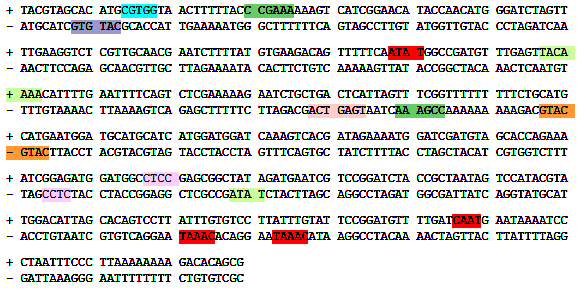 + TACGTAGCAC ATGCGTGGTA ACTTTTTACC CCGAAAAAAGT CATCGGAACA TACCAACATG GGATCTAGTT
- ATGCATCGTG TACGCACCAT TGAAAAATGG GCTTTTTTCA GTAGCCTTGT ATGGTTGTAC CCTAGATCAA
+ TTGAAGGTCT CGTTGCAACG AATCTTTTAT GTGAAGACAG TTTTTCAATA TGGCCGATGT TTGAGTTACA
- AACTTCCAGA GCAACGTTGC TTAGAAAATA CACTTCTGTC AAAAAGTTAT ACCGGCTACA AACTCAATGT
+ AAACATTTTG AATTTTCAGT CTCGAAAAAG AATCTGCTGA CTCATTAGTT TCGGTTTTTT TTTCTGCATG
- TTTGTAAAAC TTAAAAGTCA GAGCTTTTTC TTAGACGACT GAGTAATCAA AAGCCAAAAA AAAGACGTAC
+ CATGAATGGA TGCATGCATC ATGGATGGAT CAAAGTCACG ATAGAAAATG GATCGATGTA GCACCAGAAA
- GTACTTACCT ACGTACGTAG TACCTACCTA GTTTCAGTGC TATCTTTTAC CTAGCTACAT CGTGGTCTTT
+ ATCGGAGATG GATGGCCTCC GAGCGGCTAT AGATGAATCG TCCGGATCTA CCGCTAATAG TCCATACGTA
- TAGCCTCTAC CTACCGGAGG CTCGCCGATA TCTACTTAGC AGGCCTAGAT GGCGATTATC AGGTATGCAT
+ TGGACATTAG CACAGTCCTT ATTTGTGTCC TTATTTGTAT TCCGGATGTT TTGATCAATG GAATAAAATCC
- ACCTGTAATC GTGTCAGGAA TAAACACAGG AATAAACATA AGGCCTACAA AACTAGTTAC TTATTTTAGG
+ CTAATTTCCC TTAAAAAAAA GACACAGCG
- GATTAAAGGG AATTTTTTTT CTGTGTCGC